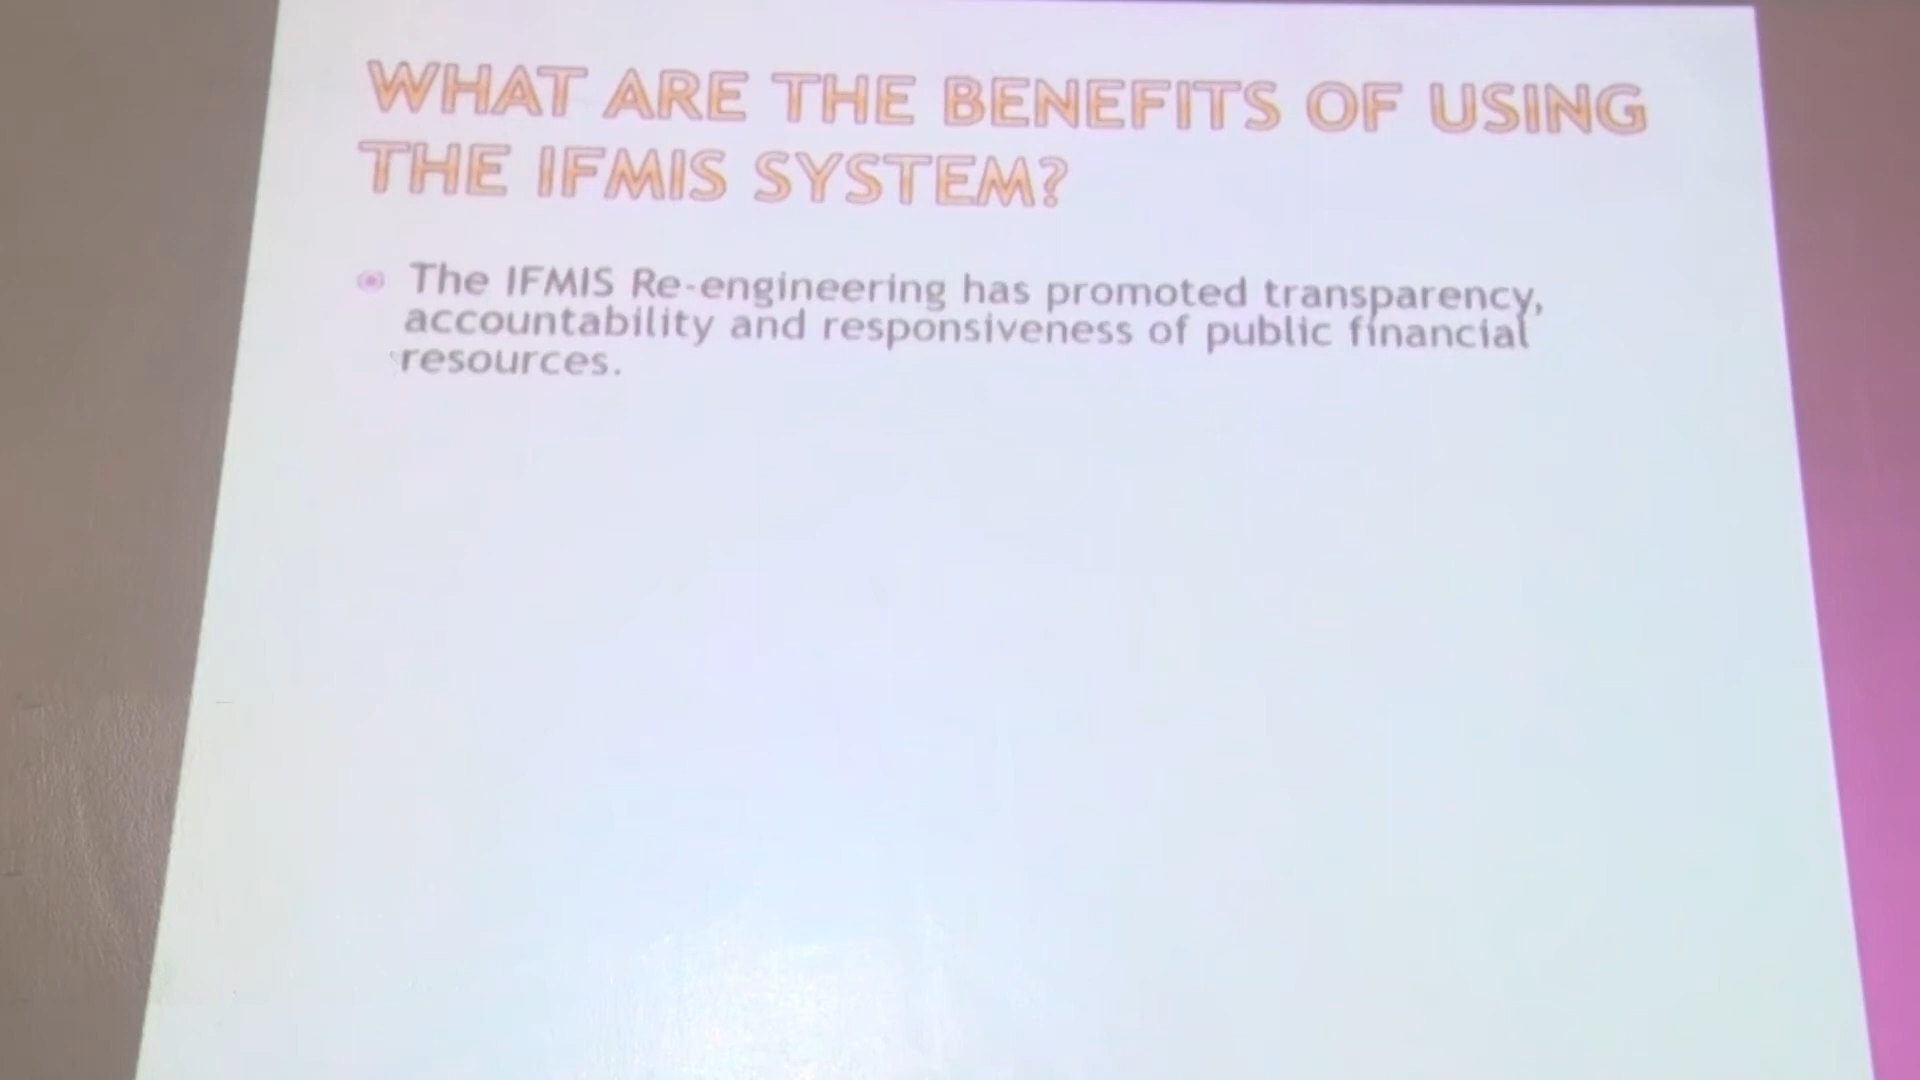 WHAT ARE THE BENEFITS OF USING
THE IFMIS SYSTEM?
The IFMIS Re-engineering has promoted transparency,
accountability and responsiveness of public financial
resources.